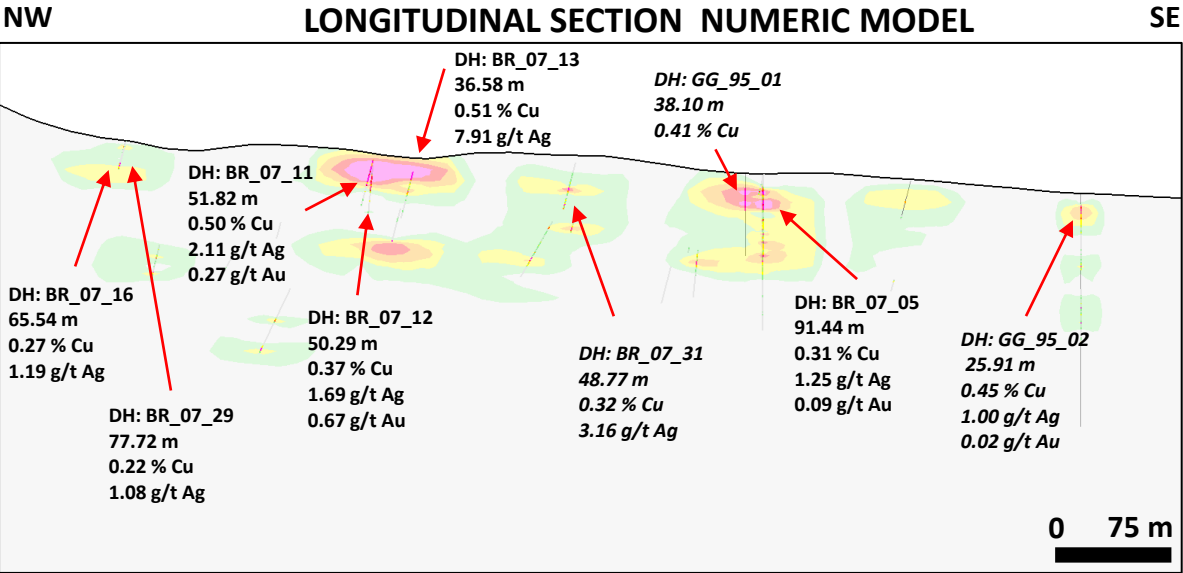 NW
LONGITUDINAL SECTION NUMERIC MODEL
SE
DH: BR_07_13
36.58 m
0.51 % Cu
7.91 g/t Ag
DH: GG_95_01
38.10 m
0.41 % Cu
DH: BR_07_11
51.82 m
0.50 % Cu
2.11 g/t Ag
0.27 g/t Au
DH: BR_07_16
65.54 m
0.27 % Cu
1.19 g/t Ag
DH: BR_07_29
77.72 m
0.22 % Cu
1.08 g/t Ag
DH: BR_07_12
50.29 m
0.37 % Cu
1.69 g/t Ag
0.67 g/t Au
DH: BR_07_31
48.77 m
0.32 % Cu
3.16 g/t Ag
DH: BR_07_05
91.44 m
0.31 % Cu
1.25 g/t Ag
0.09 g/t Au
DH: GG_95_02
25.91 m
0.45 % Cu
1.00 g/t Ag
0.02 g/t Au
0 75 m